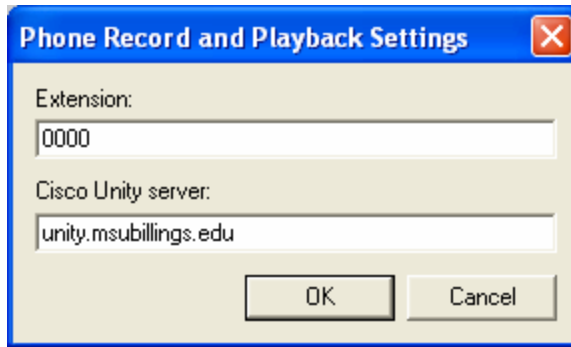 Phone Record and Playback Settings
Extension:
0000
Cisco Unity server:
unity.msubillings.edu
OK Cancel